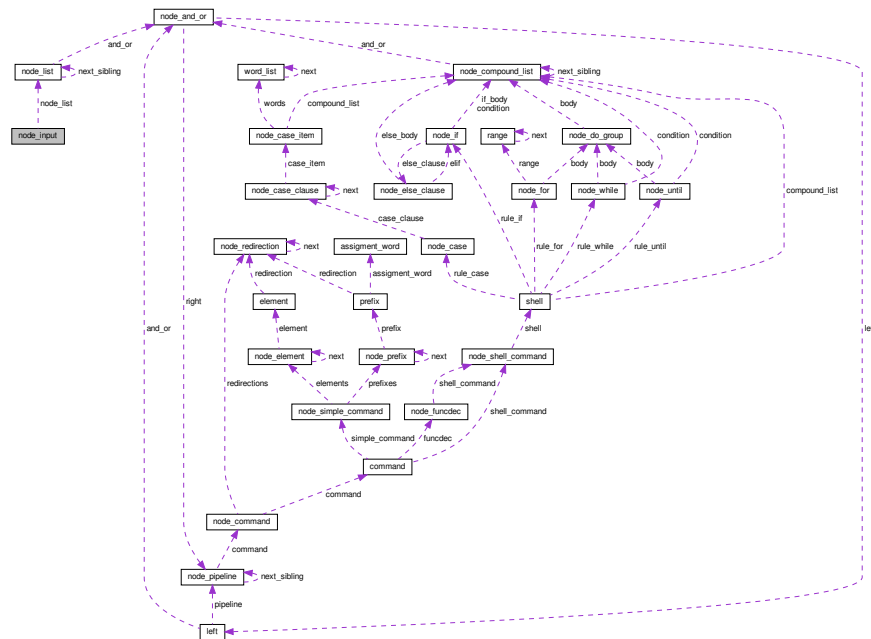 node_and_or
and_or
and_or
node_list
next_sibling
word_list
next
node_compound_list
next_sibling
node_list
words
compound_list
if_body
condition
body
node_input
node_case_item
else_body
node_if
range
next
node_do_group
condition
condition
case_item
else_clause
elif
range
body
body
body
node_case_clause
next
node_else_clause
node_for
node_while
node_until
compound_list
case_clause
rule_if
node_redirection
next
assigment_word
node_case
rule_for
rule_while
rule_until
redirection
redirection
assigment_word
rule_case
element
prefix
shell
right
and_or
element
prefix
shell
node_element
next
node_prefix
next
node_shell_command
redirections
elements
prefixes
shell_command
shell_command
node_simple_command
node_funcdec
simple_command
funcdec
command
command
node_command
command
node_pipeline
next_sibling
pipeline
left